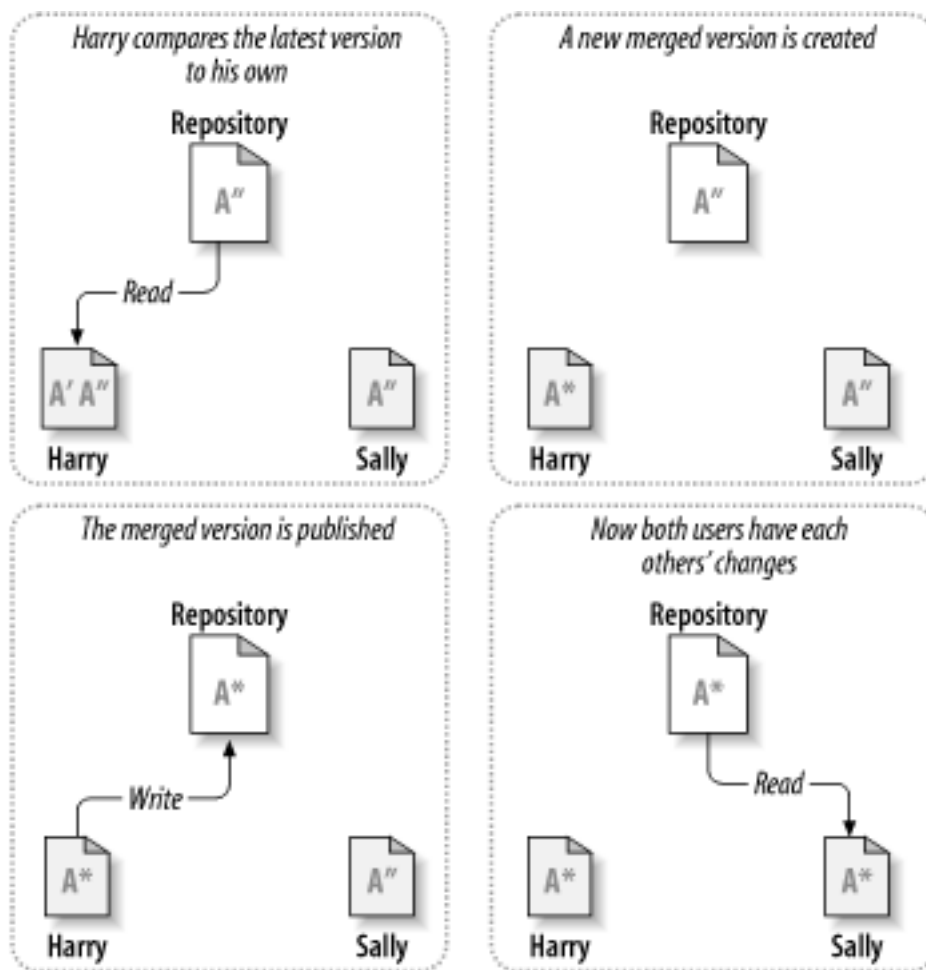 Harry compares the latest version
to his own
Repository
A″
Read
A′ A″
Harry
A″
Sally
A new merged version is created
Repository
A″
A*
Harry
A″
Sally
The merged version is published
Repository
A*
Write
A*
Harry
A″
Sally
Now both users have each
others’ changes
Repository
A*
Read
A*
Harry
A*
Sally